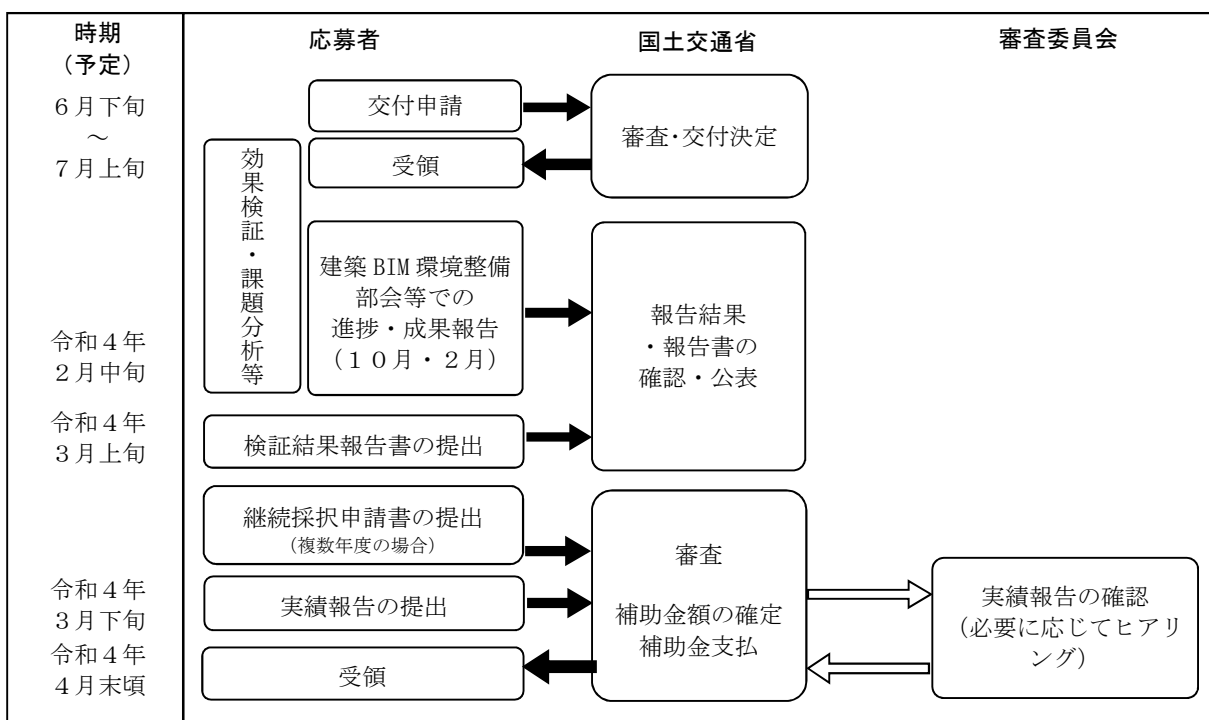 時期
（予定）
応募者
国土交通省
審査委員会
６月下旬
～
７月上旬
交付申請
審査・交付決定
受領
効果検証・課題分析等
建築 BIM 環境整備
部会等での
進捗・成果報告
（１０月・２月）
報告結果
・報告書の
確認・公表
令和４年
２月中旬
令和４年
３月上旬
検証結果報告書の提出
継続採択申請書の提出
（複数年度の場合）
審査
補助金額の確定
補助金支払
令和４年
３月下旬
実績報告の提出
実績報告の確認
（必要に応じてヒアリ
ング）
令和４年
４月末頃
受領